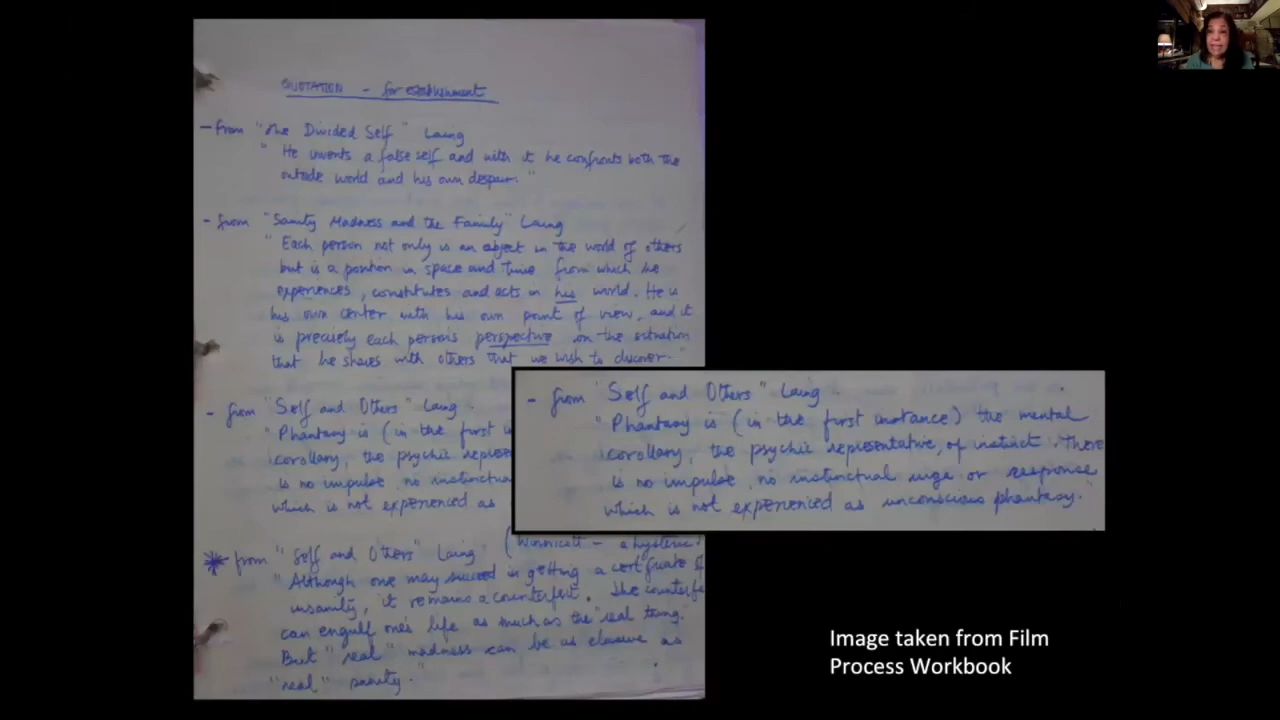 QUOTATION - for establishment
- from "The Divided Self" Laing
"He invents a false self and with it he confronts both the
outside world and his own despair."
- from "Sanity Madness and the Family" Laing
"Each person not only is an object in the world of others
but is a position in space and time from which he
experiences, constitutes and acts in his world. He is
his own center with his own point of view, and it
is precisely each person's perspective on the situation
that he shares with others that we wish to discover."
- from "Self and Others" Laing
"Phantasy is (in the first in
corollary, the psychic represen
is no impulse, no instinctual
which is not experienced as
- from "Self and Others" Laing
"Phantasy is (in the first instance) the mental
corollary, the psychic representative, of instinct. There
is no impulse, no instinctual urge or response
which is not experienced as unconscious phantasy."
from "Self and Others" Laing (Winnicott - a hysteric
"Although one may succeed in getting a certificate of
insanity, it remains a counterfeit. The counterfe
can engulf one's life as much as the "real thing.
But "real" madness can be as elusive as
"real" sanity."
Image taken from Film
Process Workbook